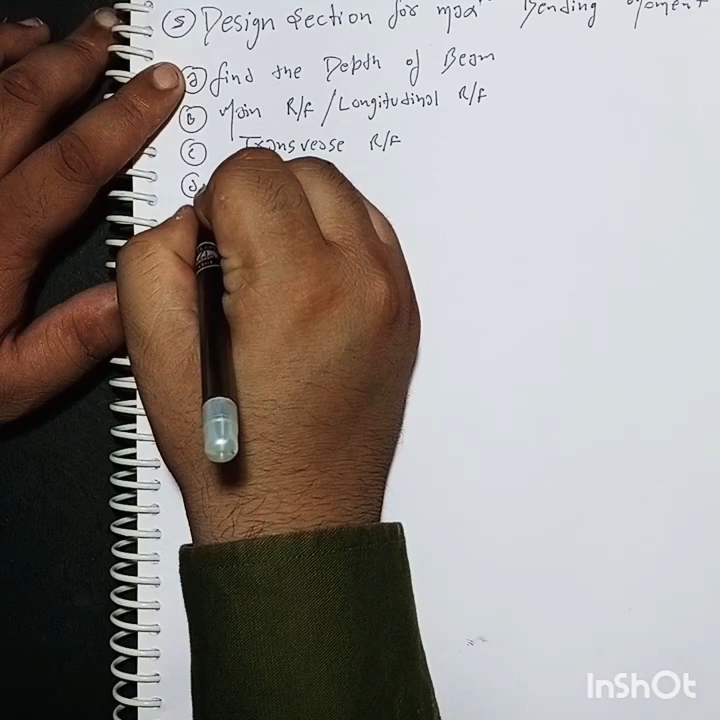 (5) Design Section for max^m Bending Moment
(a) find the Depth of Beam
(b) Main R/F / Longitudinal R/F
(c) Transverse R/F
(d)
InShOt